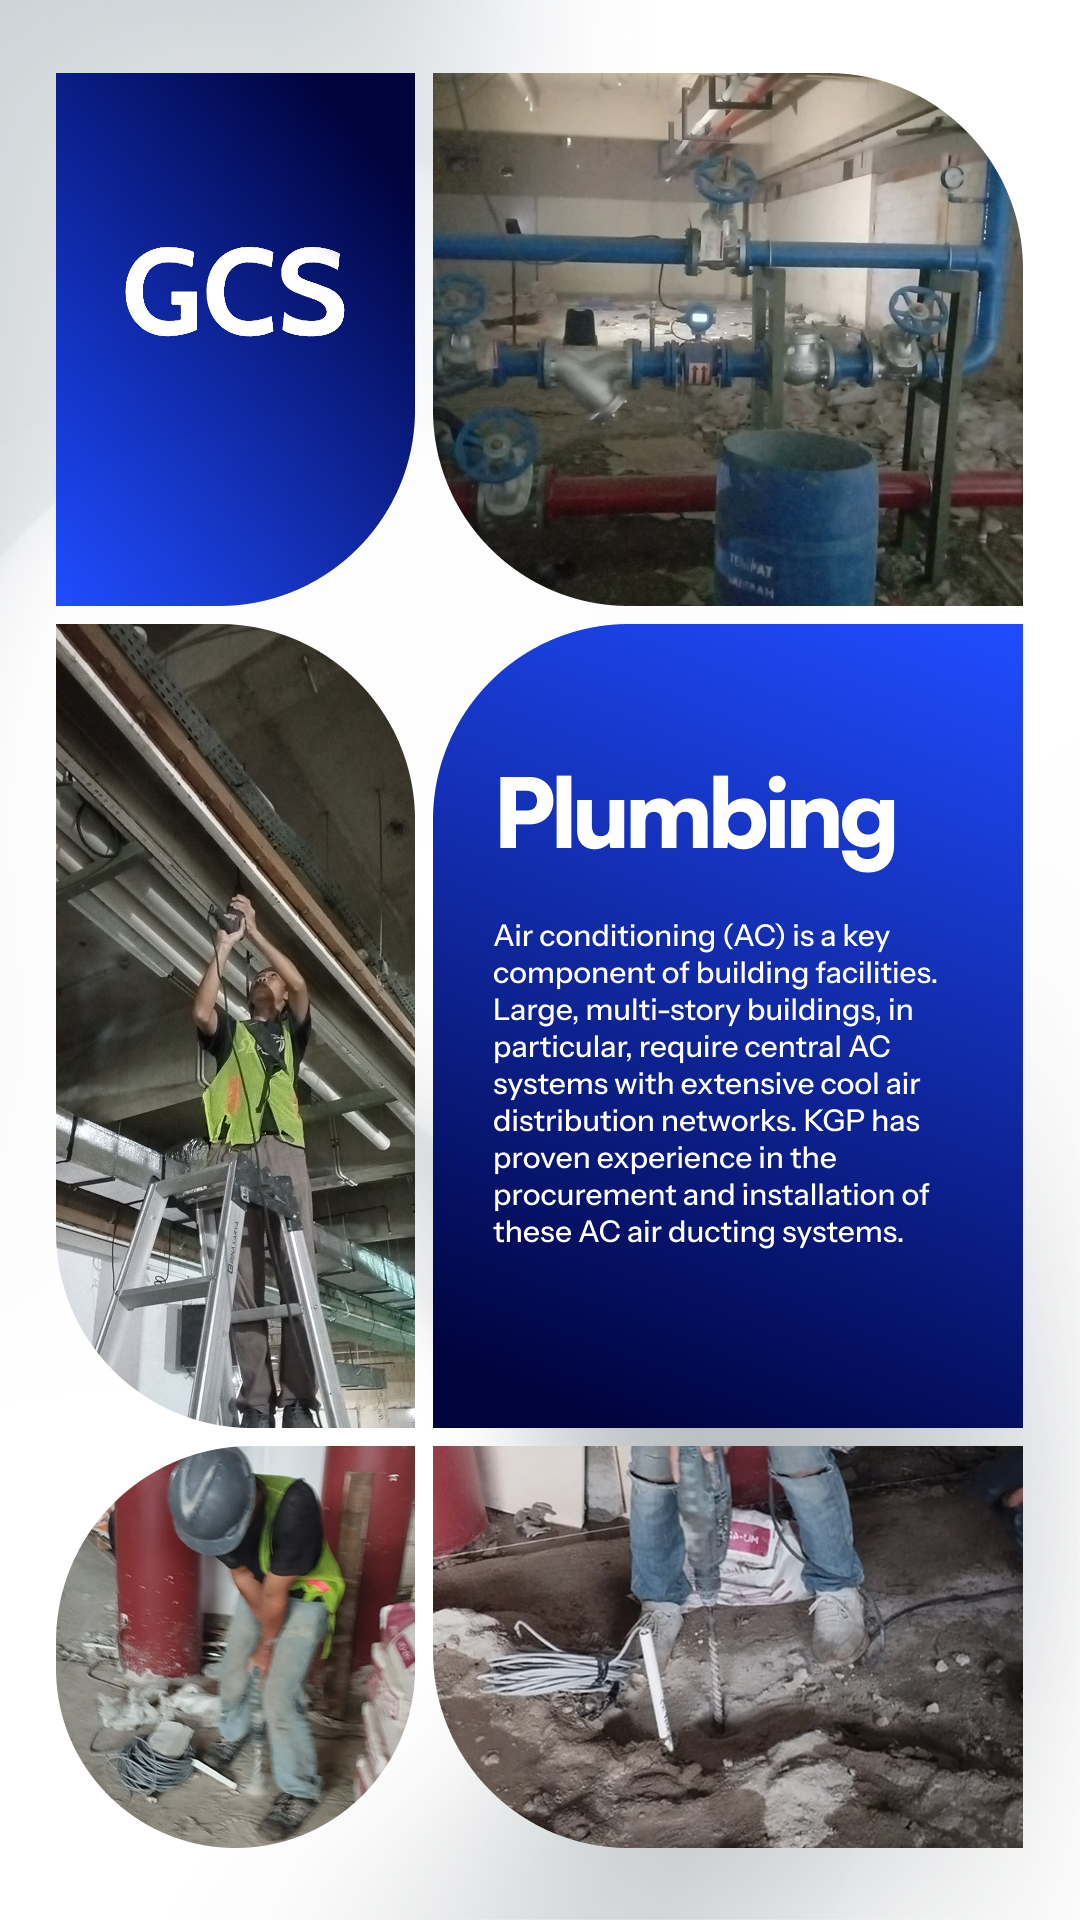 GCS
TEMPAT
SAMPAH
Plumbing
Air conditioning (AC) is a key
component of building facilities.
Large, multi-story buildings, in
particular, require central AC
systems with extensive cool air
distribution networks. KGP has
proven experience in the
procurement and installation of
these AC air ducting systems.